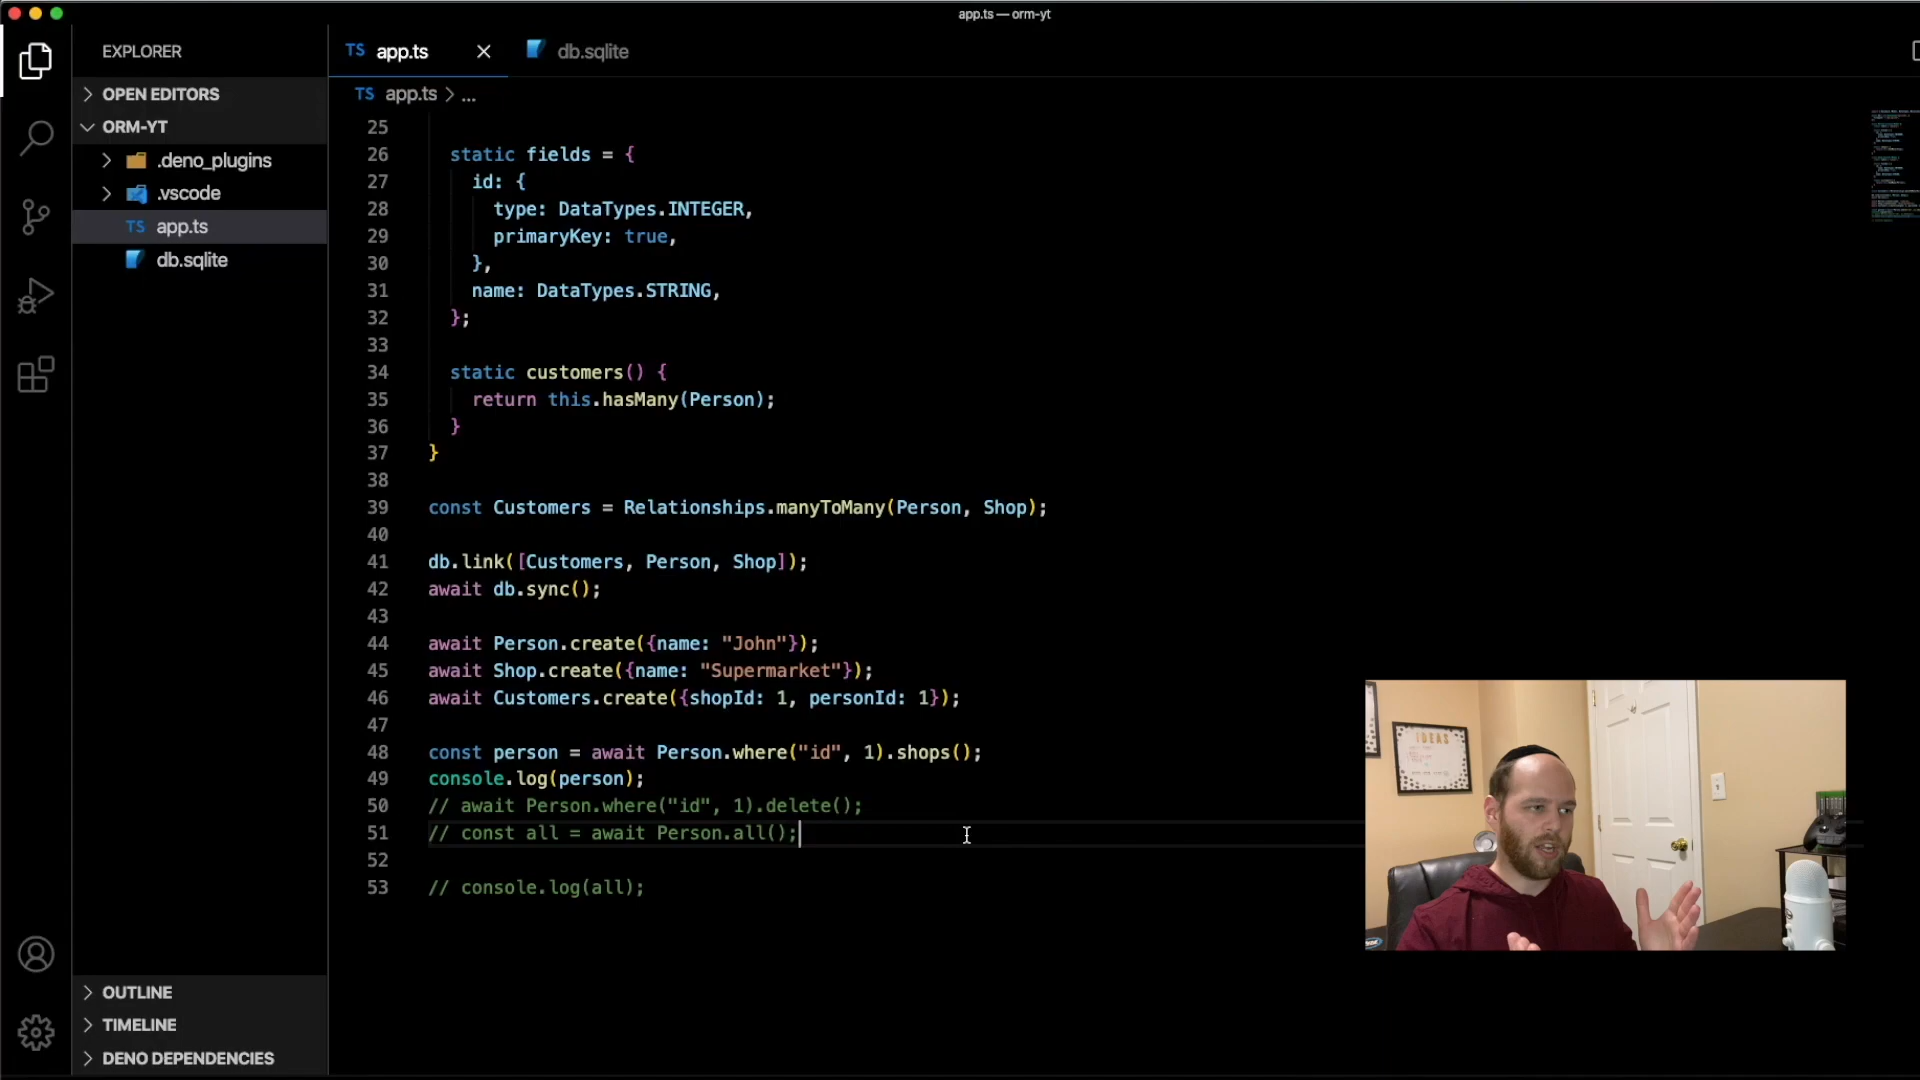 app.ts — orm-yt
EXPLORER
OPEN EDITORS
ORM-YT
.deno_plugins
.vscode
TS app.ts
db.sqlite
OUTLINE
TIMELINE
DENO DEPENDENCIES
TS app.ts
db.sqlite
TS app.ts > ...
25
26 static fields = {
27 id: {
28 type: DataTypes.INTEGER,
29 primaryKey: true,
30 },
31 name: DataTypes.STRING,
32 };
33
34 static customers() {
35 return this.hasMany(Person);
36 }
37 }
38
39 const Customers = Relationships.manyToMany(Person, Shop);
40
41 db.link([Customers, Person, Shop]);
42 await db.sync();
43
44 await Person.create({name: "John"});
45 await Shop.create({name: "Supermarket"});
46 await Customers.create({shopId: 1, personId: 1});
47
48 const person = await Person.where("id", 1).shops();
49 console.log(person);
50 // await Person.where("id", 1).delete();
51 // const all = await Person.all();
52
53 // console.log(all);
IDEAS